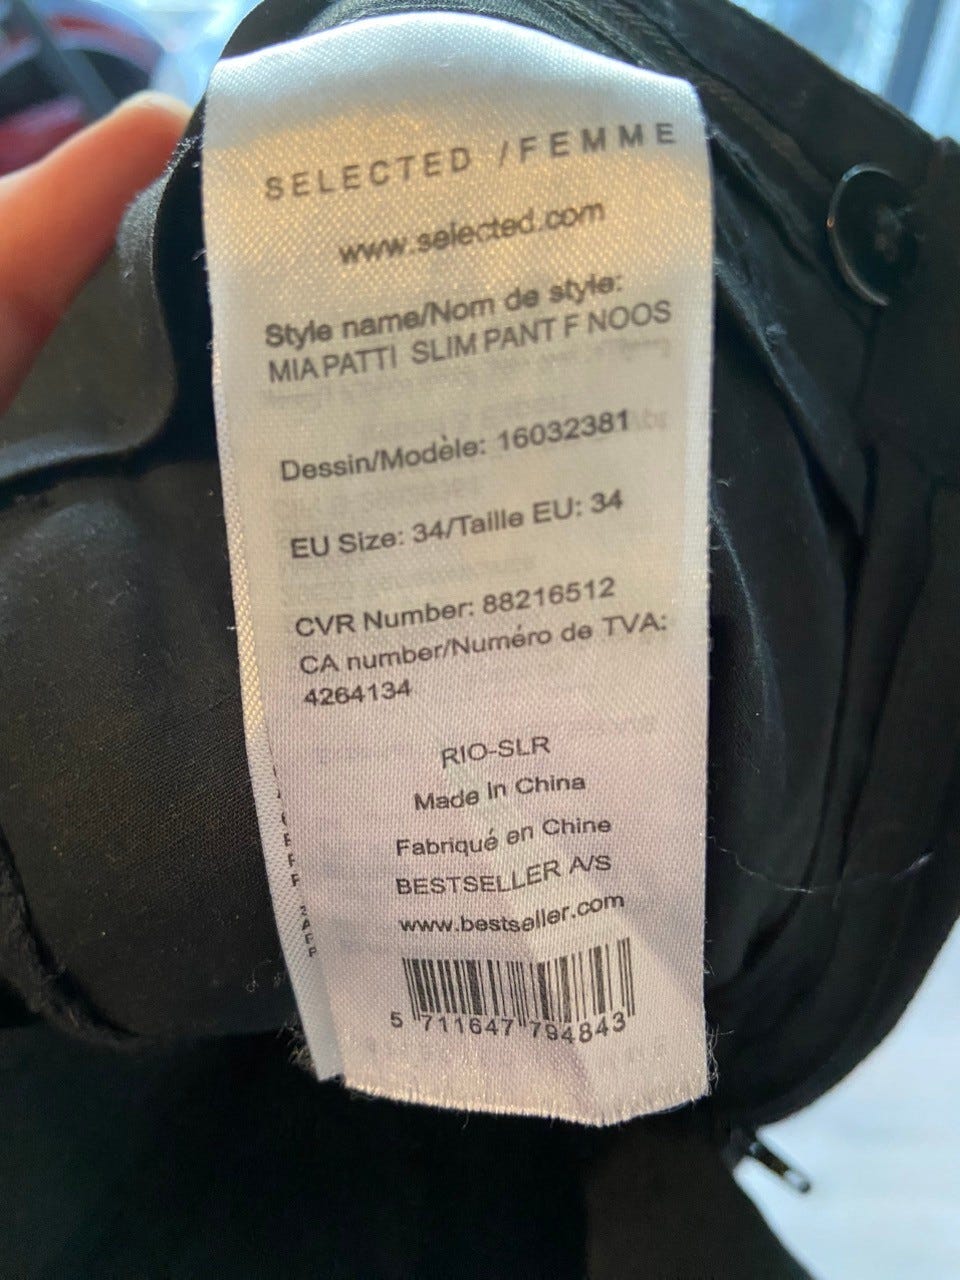 SELECTED /FEMME
www.selected.com
Style name/Nom de style:
MIA PATTI SLIM PANT F NOOS
Dessin/Modèle: 16032381
EU Size: 34/Taille EU: 34
CVR Number: 88216512
CA number/Numéro de TVA:
4264134
RIO-SLR
Made in China
Fabriqué en Chine
BESTSELLER A/S
www.bestseller.com
5 711647 794843